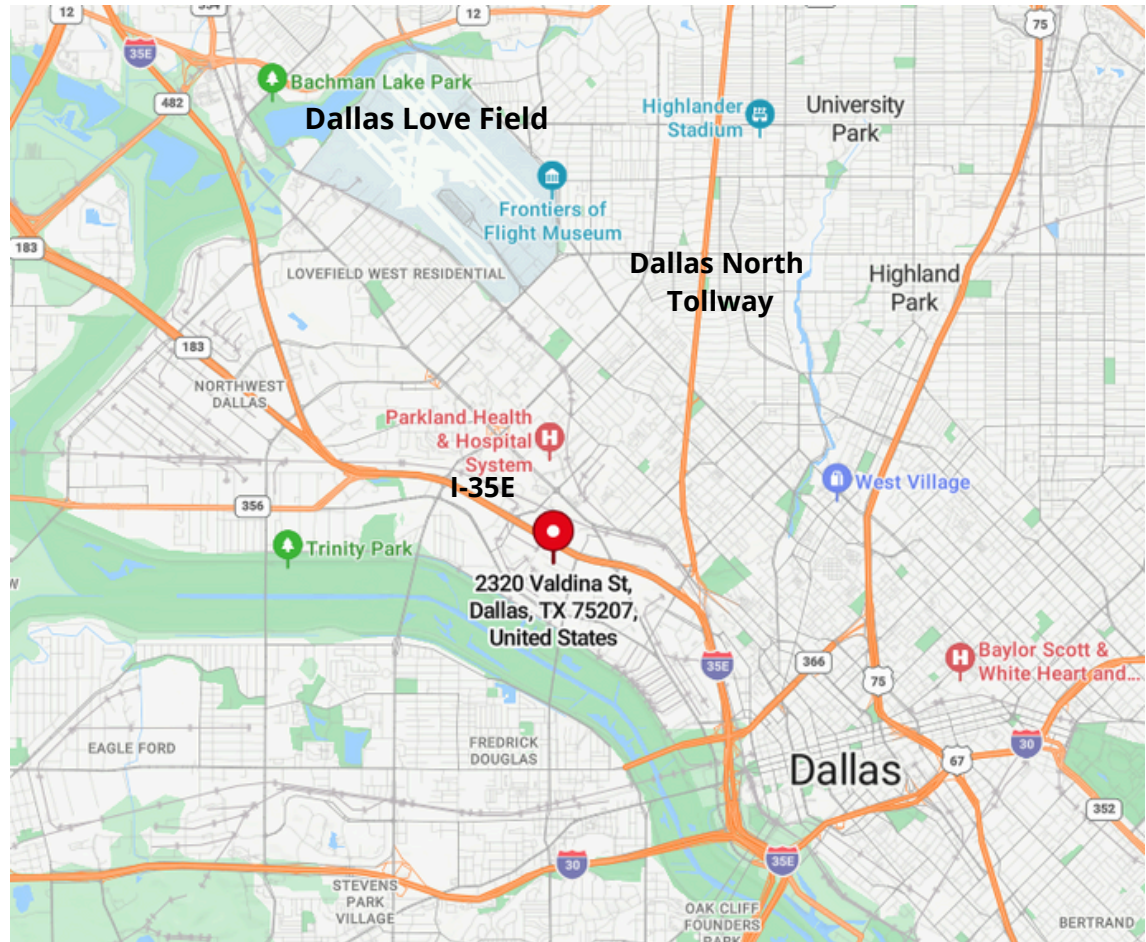 12
354
12
75
35E
Bachman Lake Park
482
Dallas Love Field
Highlander
Stadium
University
Park
Frontiers of
Flight Museum
183
LOVEFIELD WEST RESIDENTIAL
Dallas North
Tollway
Highland
Park
183
NORTHWEST
DALLAS
Parkland Health
& Hospital
System
I-35E
West Village
356
Trinity Park
W
2320 Valdina St,
Dallas, TX 75207,
United States
35E
366
75
Baylor Scott &
White Heart and...
EAGLE FORD
FREDRICK
DOUGLAS
Dallas
67
30
352
30
35E
STEVENS
PARK
VILLAGE
OAK CLIFF
FOUNDERS
PARK
BERTRAND